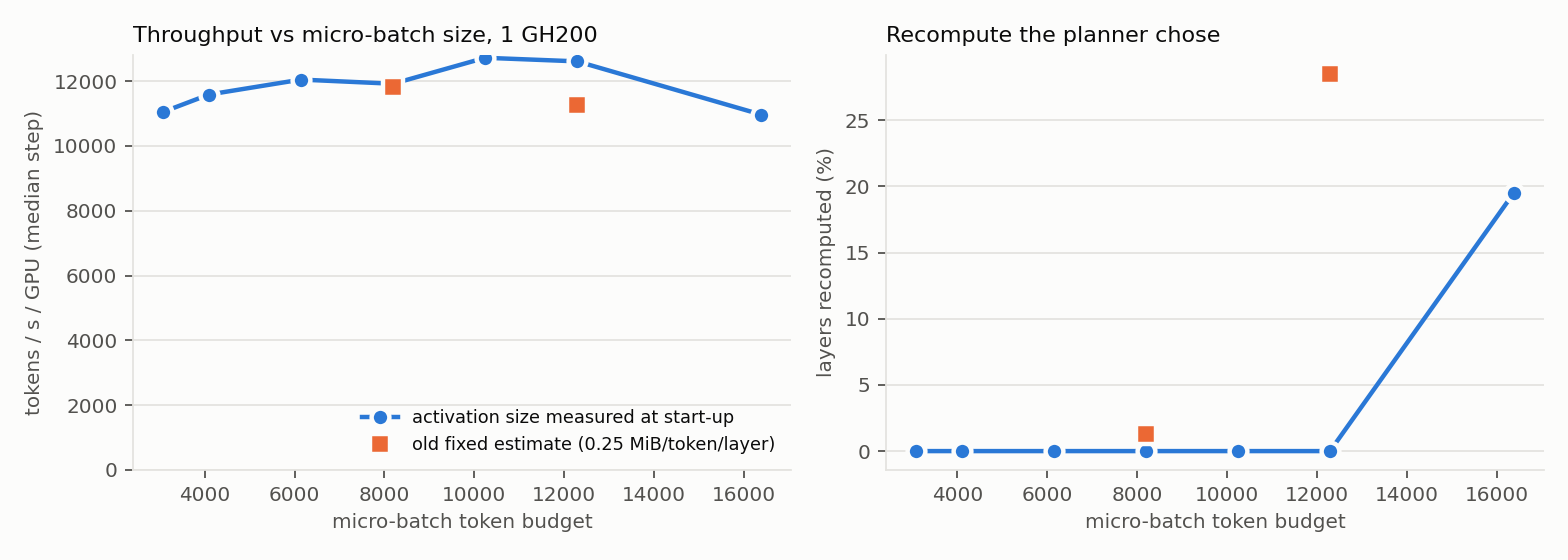 Throughput vs micro-batch size, 1 GH200
tokens / s / GPU (median step)
12000
10000
8000
6000
4000
2000
0
activation size measured at start-up
old fixed estimate (0.25 MiB/token/layer)
4000 6000 8000 10000 12000 14000 16000
micro-batch token budget
Recompute the planner chose
layers recomputed (%)
25
20
15
10
5
0
4000 6000 8000 10000 12000 14000 16000
micro-batch token budget